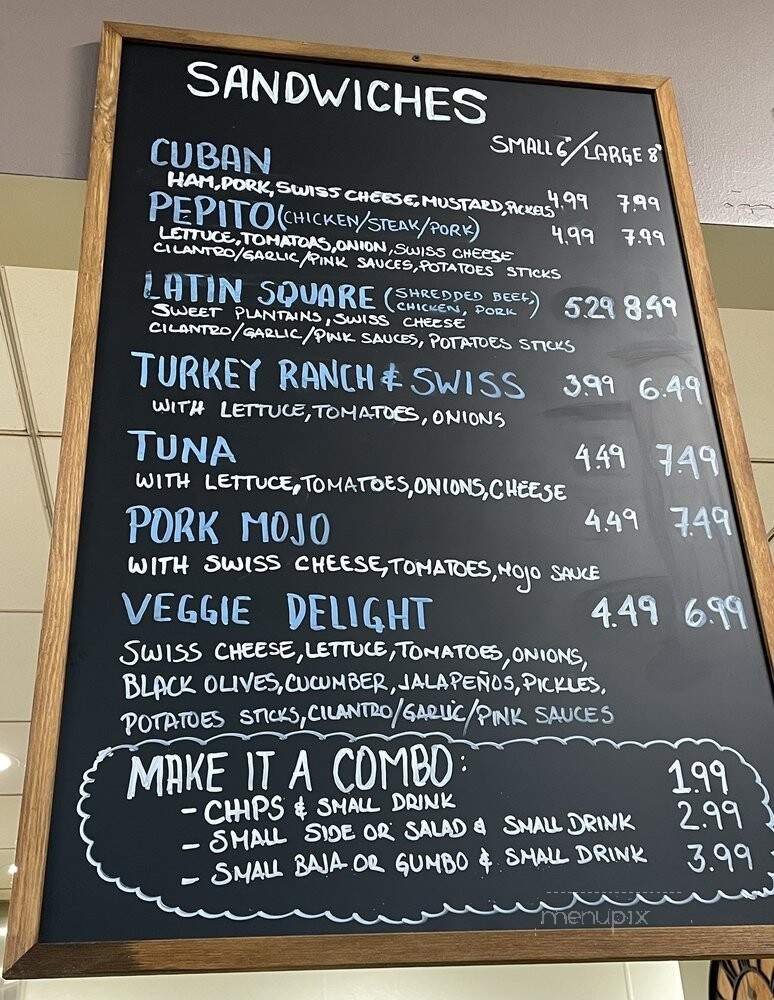 SANDWICHES
SMALL 6"/LARGE 8"
CUBAN
HAM, PORK, SWISS CHEESE, MUSTARD, PICKELS 4.99 7.99
PEPITO (CHICKEN/STEAK/PORK) 4.99 7.99
LETTUCE, TOMATOAS, ONION, SWISS CHEESE
CILANTRO/GARLIC/PINK SAUCES, POTATOES STICKS
LATIN SQUARE (SHREDDED BEEF, CHICKEN, PORK) 5.29 8.49
SWEET PLANTAINS, SWISS CHEESE
CILANTRO/GARLIC/PINK SAUCES, POTATOES STICKS
TURKEY RANCH & SWISS 3.99 6.49
WITH LETTUCE, TOMATOES, ONIONS
TUNA 4.49 7.49
WITH LETTUCE, TOMATOES, ONIONS, CHEESE
PORK MOJO 4.49 7.49
WITH SWISS CHEESE, TOMATOES, MOJO SAUCE
VEGGIE DELIGHT 4.49 6.99
SWISS CHEESE, LETTUCE, TOMATOES, ONIONS,
BLACK OLIVES, CUCUMBER, JALAPEÑOS, PICKLES,
POTATOES STICKS, CILANTRO/GARLIC/PINK SAUCES
MAKE IT A COMBO:
- CHIPS & SMALL DRINK 1.99
- SMALL SIDE OR SALAD & SMALL DRINK 2.99
- SMALL BAJA OR GUMBO & SMALL DRINK 3.99
menupix